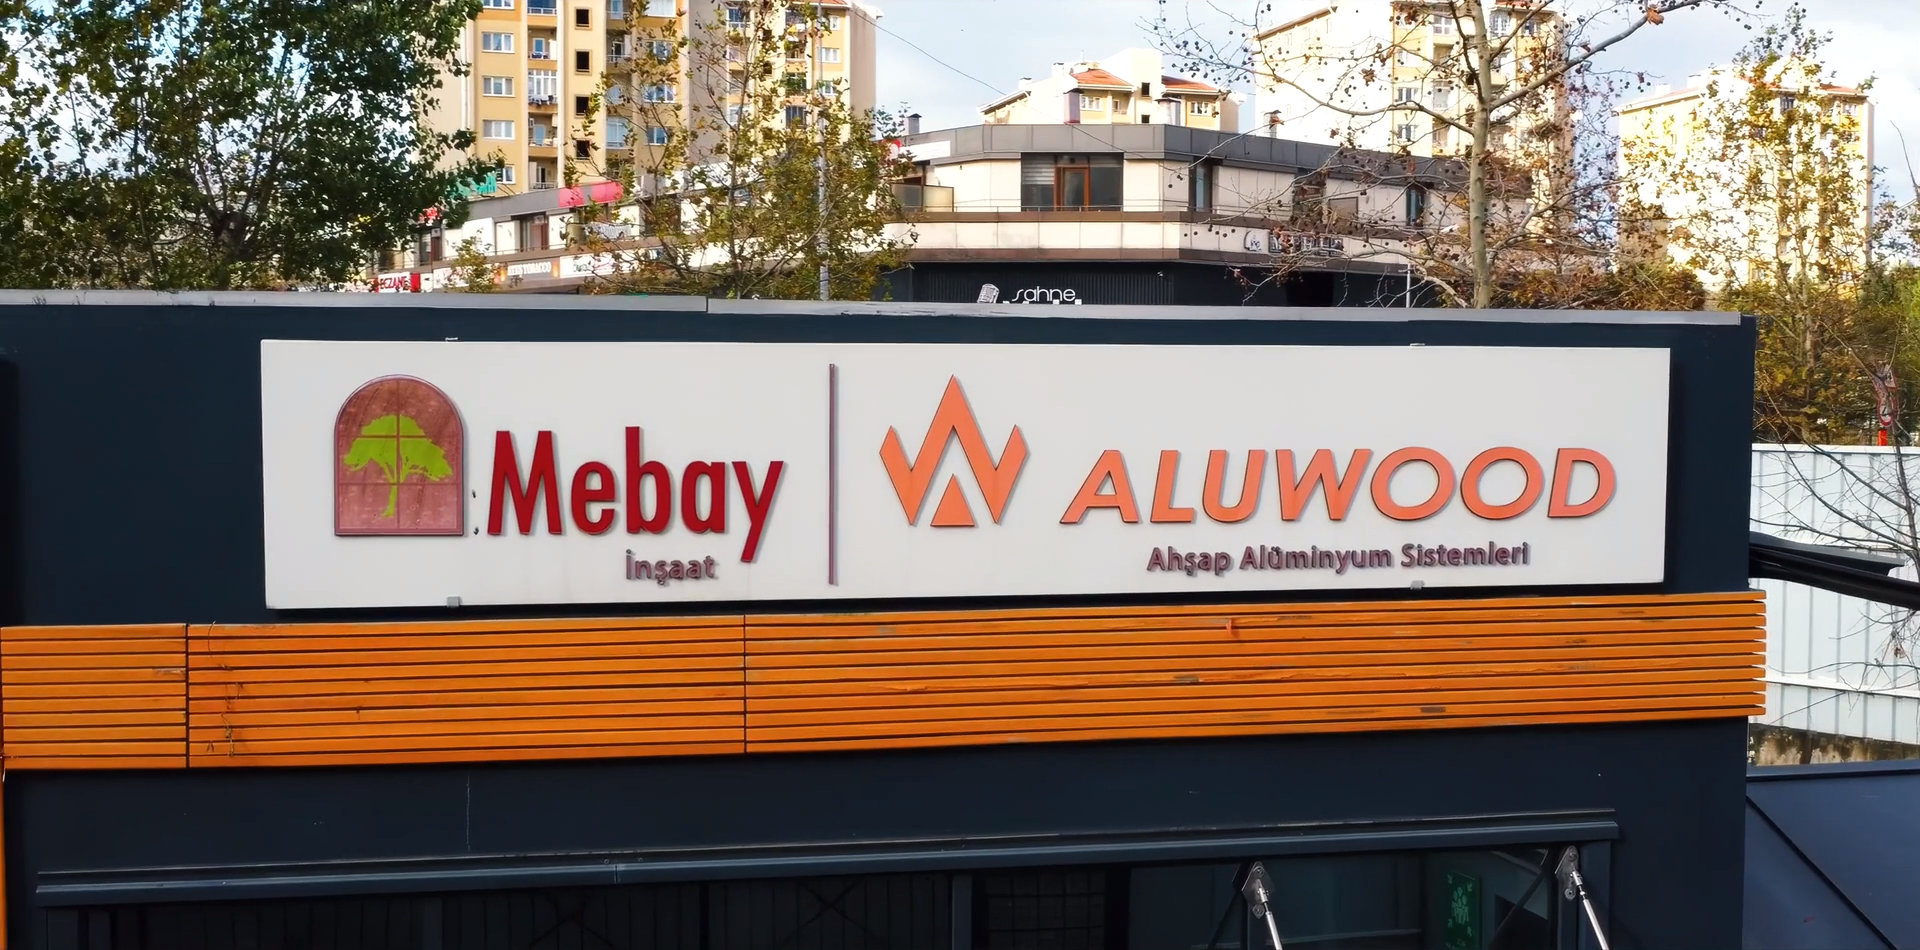 ECZANE
sahne
Mebay
İnşaat
ALUWOOD
Ahşap Alüminyum Sistemleri